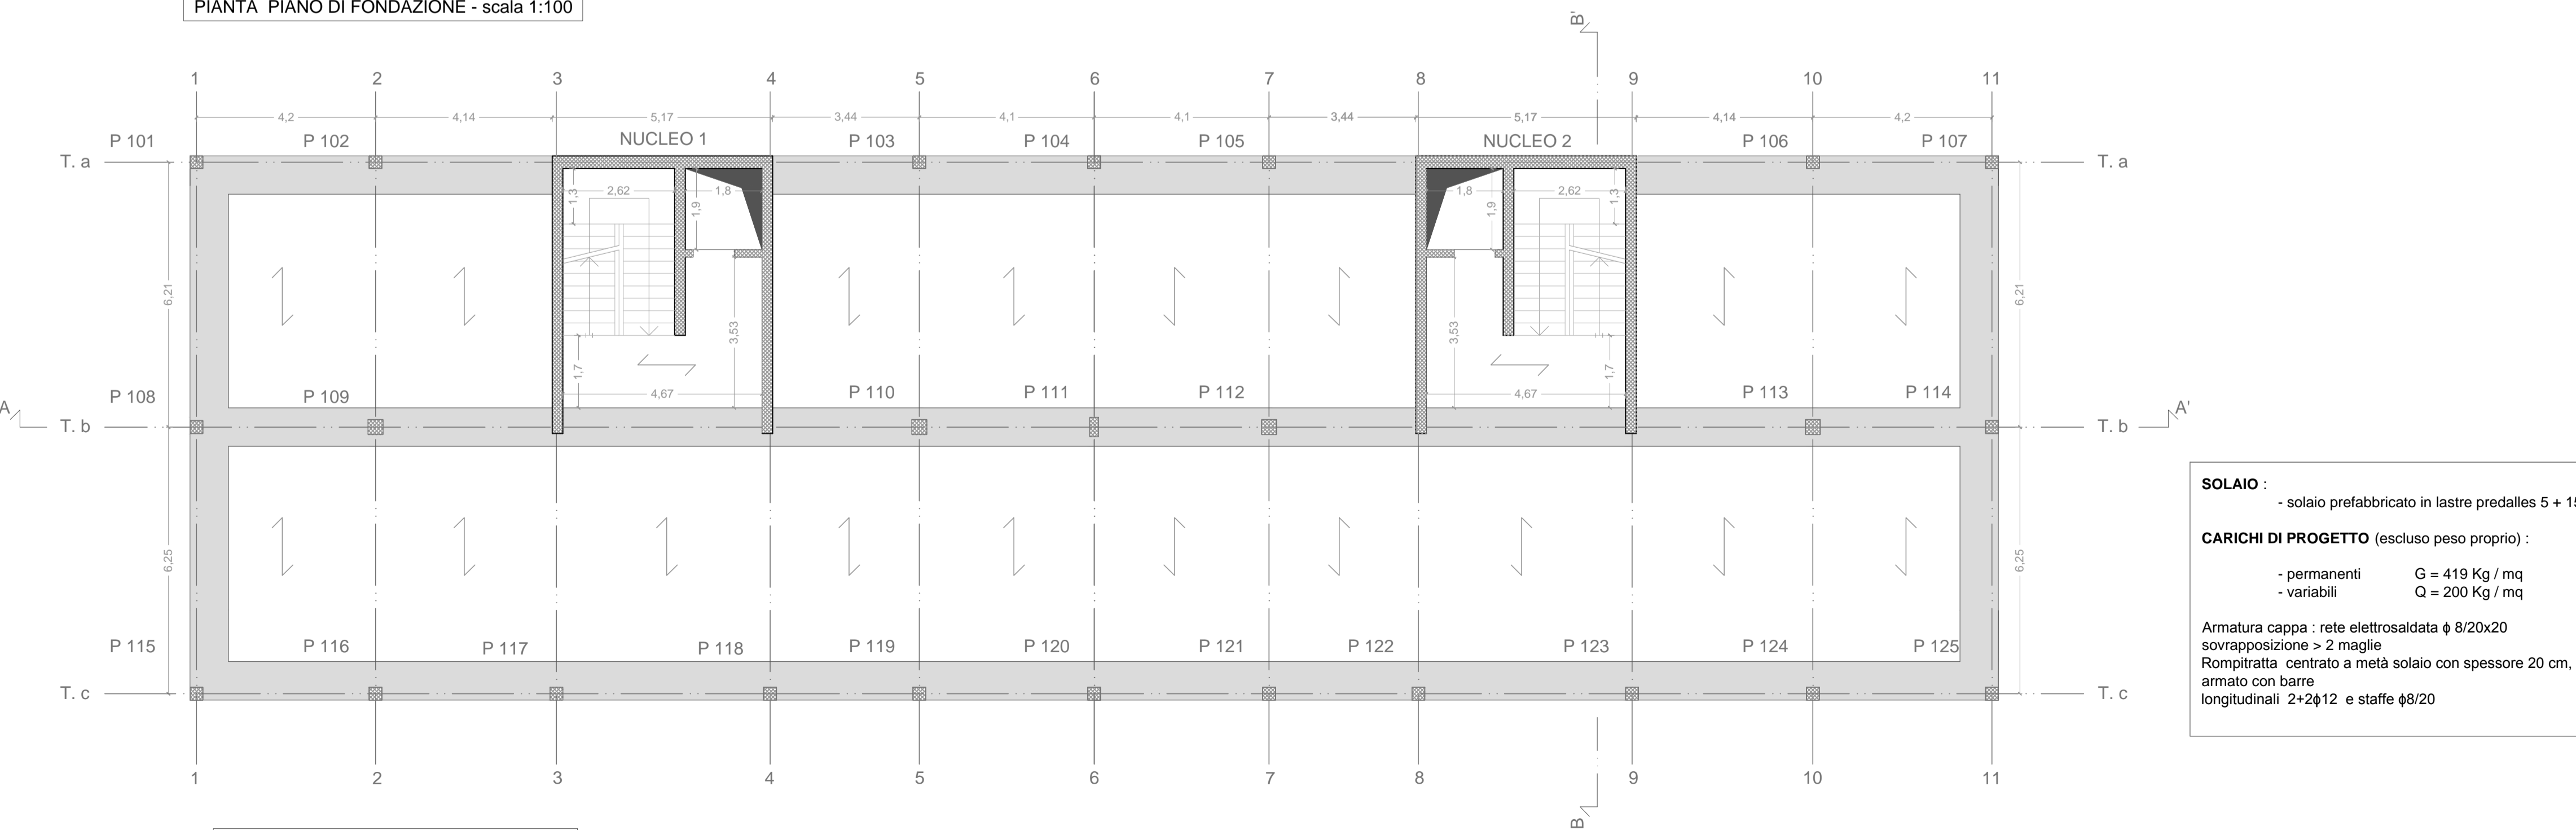 PIANTA PIANO DI FONDAZIONE - scala 1:100
B'
1 2 3 4 5 6 7 8 9 10 11
4,2 4,14 5,17 3,44 4,1 4,1 3,44 5,17 4,14 4,2
P 101 P 102 NUCLEO 1 P 103 P 104 P 105 NUCLEO 2 P 106 P 107
T. a T. a
1,3 2,62 1,9 1,8 1,8 1,9 2,62 1,3
6,21 6,21
3,53 3,53
1,7 4,67 4,67 1,7
P 108 P 109 P 110 P 111 P 112 P 113 P 114
A T. b T. b A'
6,25 6,25
P 115 P 116 P 117 P 118 P 119 P 120 P 121 P 122 P 123 P 124 P 125
T. c T. c
1 2 3 4 5 6 7 8 9 10 11
B
SOLAIO :
- solaio prefabbricato in lastre predalles 5 + 15
CARICHI DI PROGETTO (escluso peso proprio) :
- permanenti G = 419 Kg / mq
- variabili Q = 200 Kg / mq
Armatura cappa : rete elettrosaldata ϕ 8/20x20
sovrapposizione > 2 maglie
Rompitratta centrato a metà solaio con spessore 20 cm,
armato con barre
longitudinali 2+2ϕ12 e staffe ϕ8/20